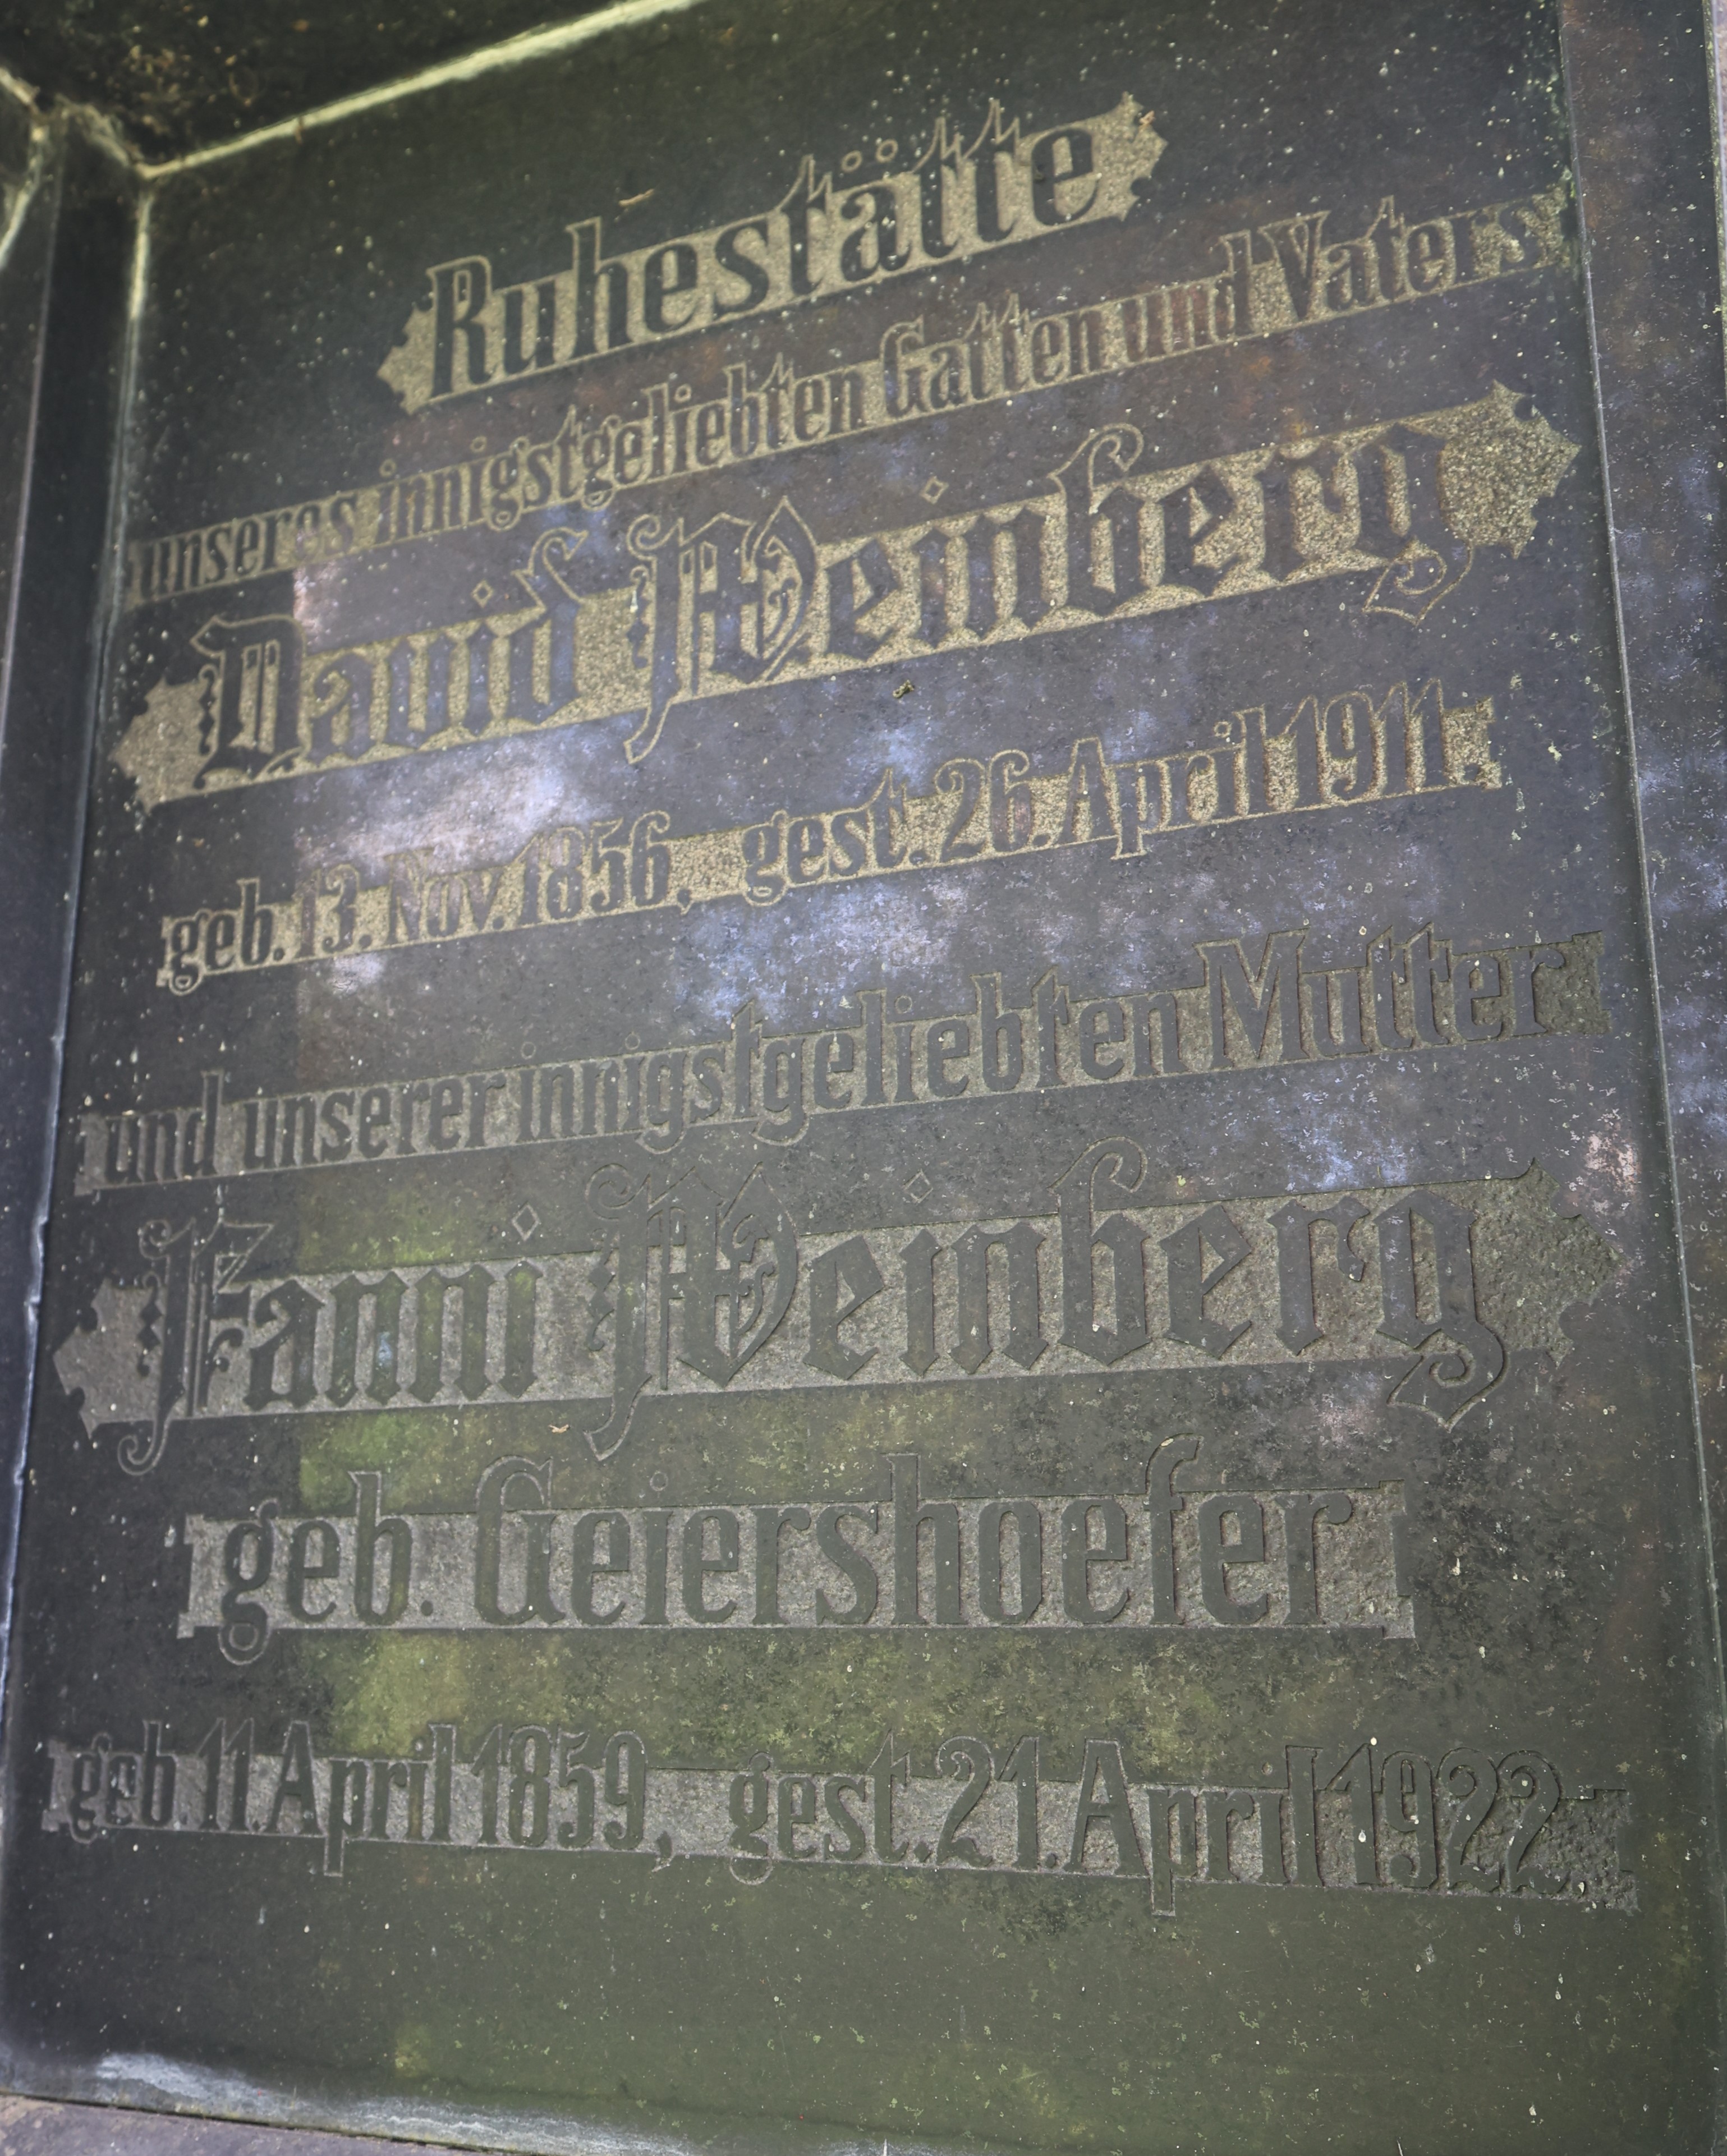 Ruhestätte
unseres innigstgeliebten Gatten und Vaters
David Weinberg
geb. 13. Nov. 1856, gest. 26. April 1911.
und unserer innigstgeliebten Mutter
Fanni Weinberg
geb. Geiershoefer
geb. 11. April 1859, gest. 21. April 1922.